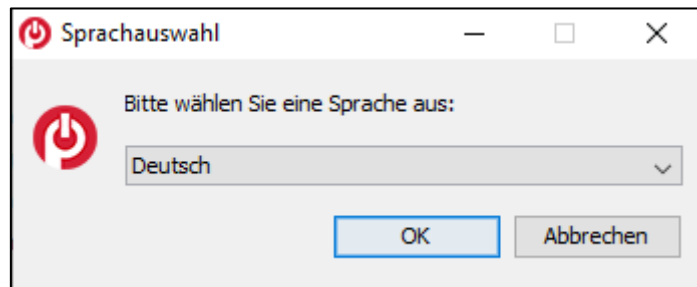 Sprachauswahl
Bitte wählen Sie eine Sprache aus:
Deutsch
OK Abbrechen